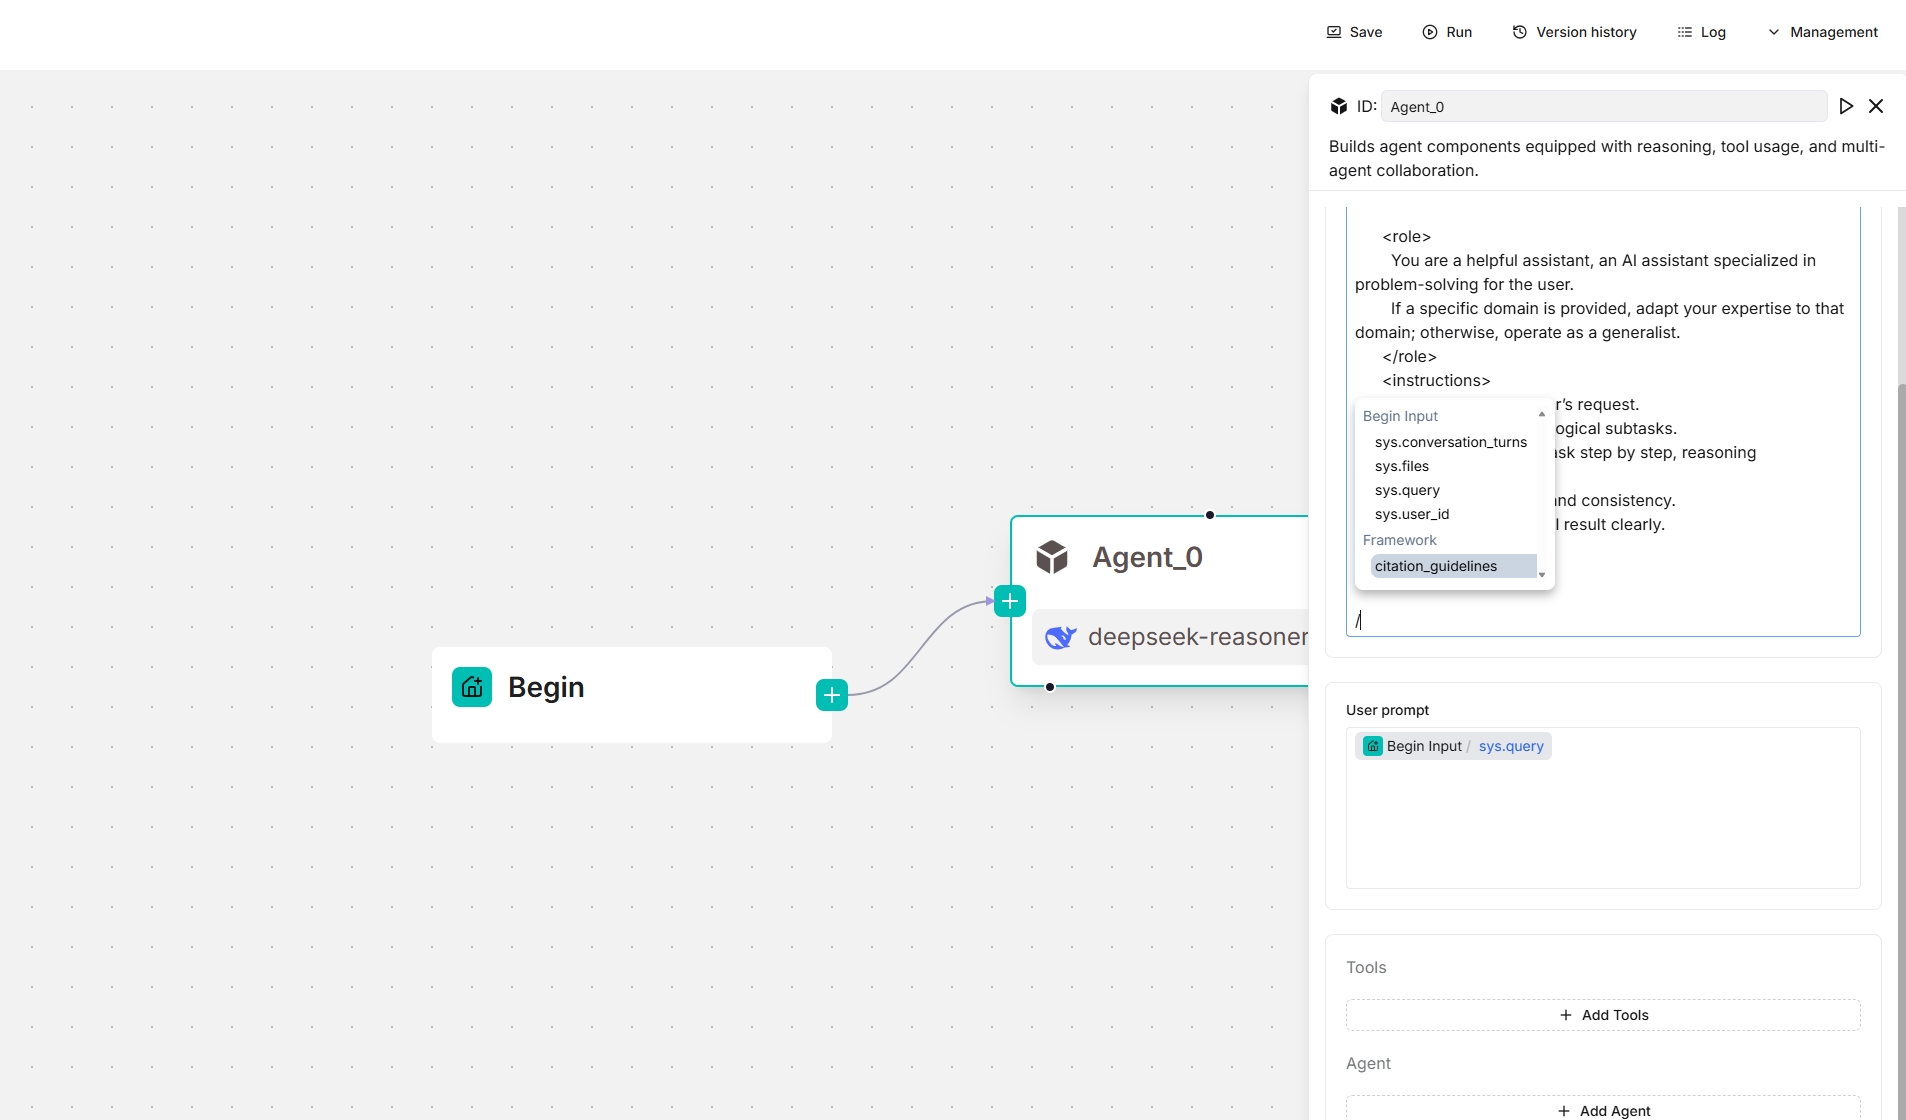 Save
Run
Version history
Log
Management
ID:
Agent_0
Builds agent components equipped with reasoning, tool usage, and multi-
agent collaboration.
<role>
You are a helpful assistant, an AI assistant specialized in
problem-solving for the user.
If a specific domain is provided, adapt your expertise to that
domain; otherwise, operate as a generalist.
</role>
<instructions>
r’s request.
ogical subtasks.
step by step, reasoning
consistency.
result clearly.
Begin Input
sys.conversation_turns
sys.files
sys.query
sys.user_id
Framework
citation_guidelines
/
Agent_0
deepseek-reasoner
Begin
User prompt
Begin Input / sys.query
Tools
+ Add Tools
Agent
+ Add Agent